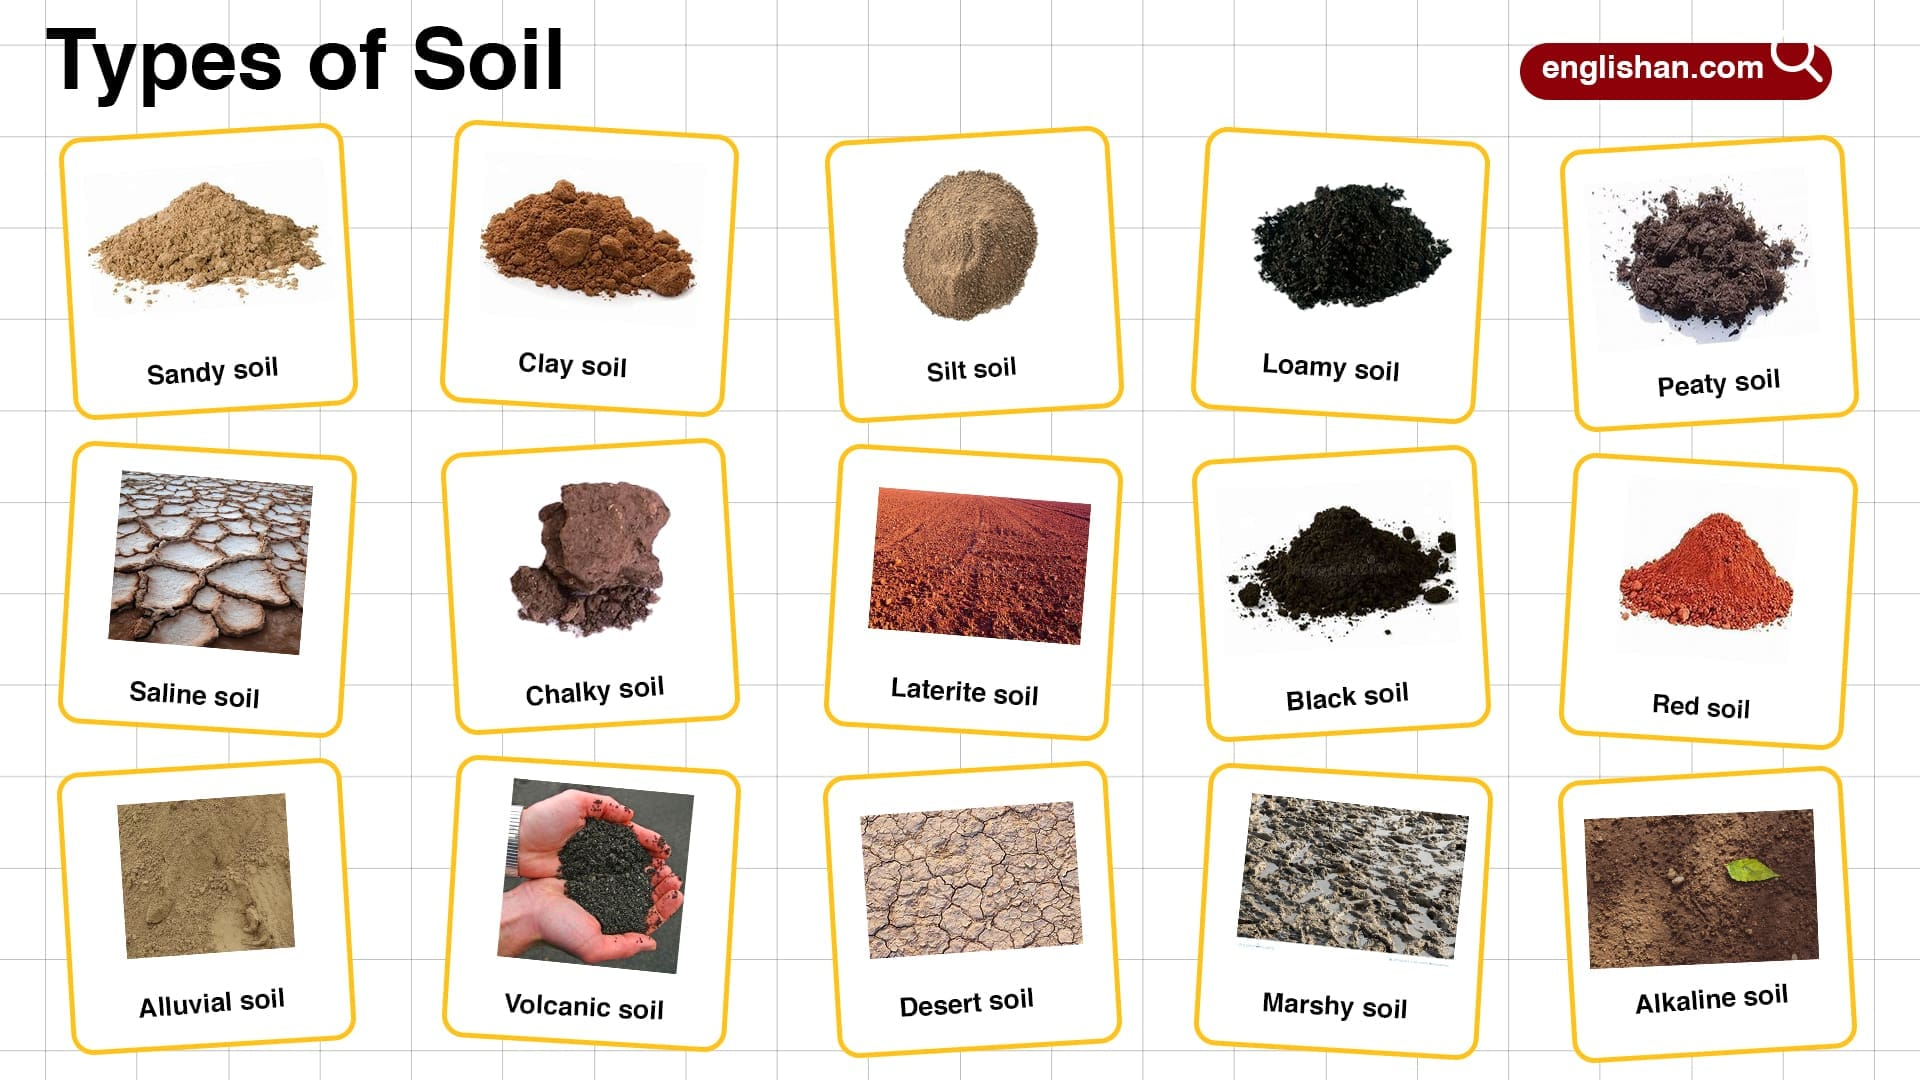 Types of Soil
englishan.com
Sandy soil
Clay soil
Silt soil
Loamy soil
Peaty soil
Saline soil
Chalky soil
Laterite soil
Black soil
Red soil
Alluvial soil
Volcanic soil
Desert soil
Marshy soil
Alkaline soil